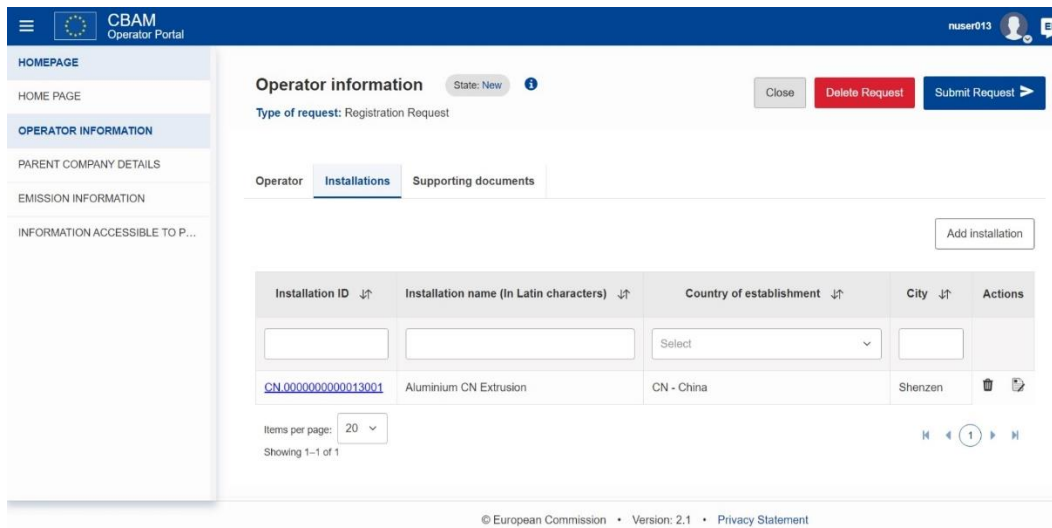 CBAM
Operator Portal
nuser013
HOMEPAGE
HOME PAGE
OPERATOR INFORMATION
PARENT COMPANY DETAILS
EMISSION INFORMATION
INFORMATION ACCESSIBLE TO P...
Operator information State: New
Type of request: Registration Request
Close Delete Request Submit Request
Operator Installations Supporting documents
Add installation
Installation ID Installation name (In Latin characters) Country of establishment City Actions
Select
CN.0000000000013001 Aluminium CN Extrusion CN - China Shenzen
Items per page: 20
Showing 1–1 of 1
1
© European Commission • Version: 2.1 • Privacy Statement